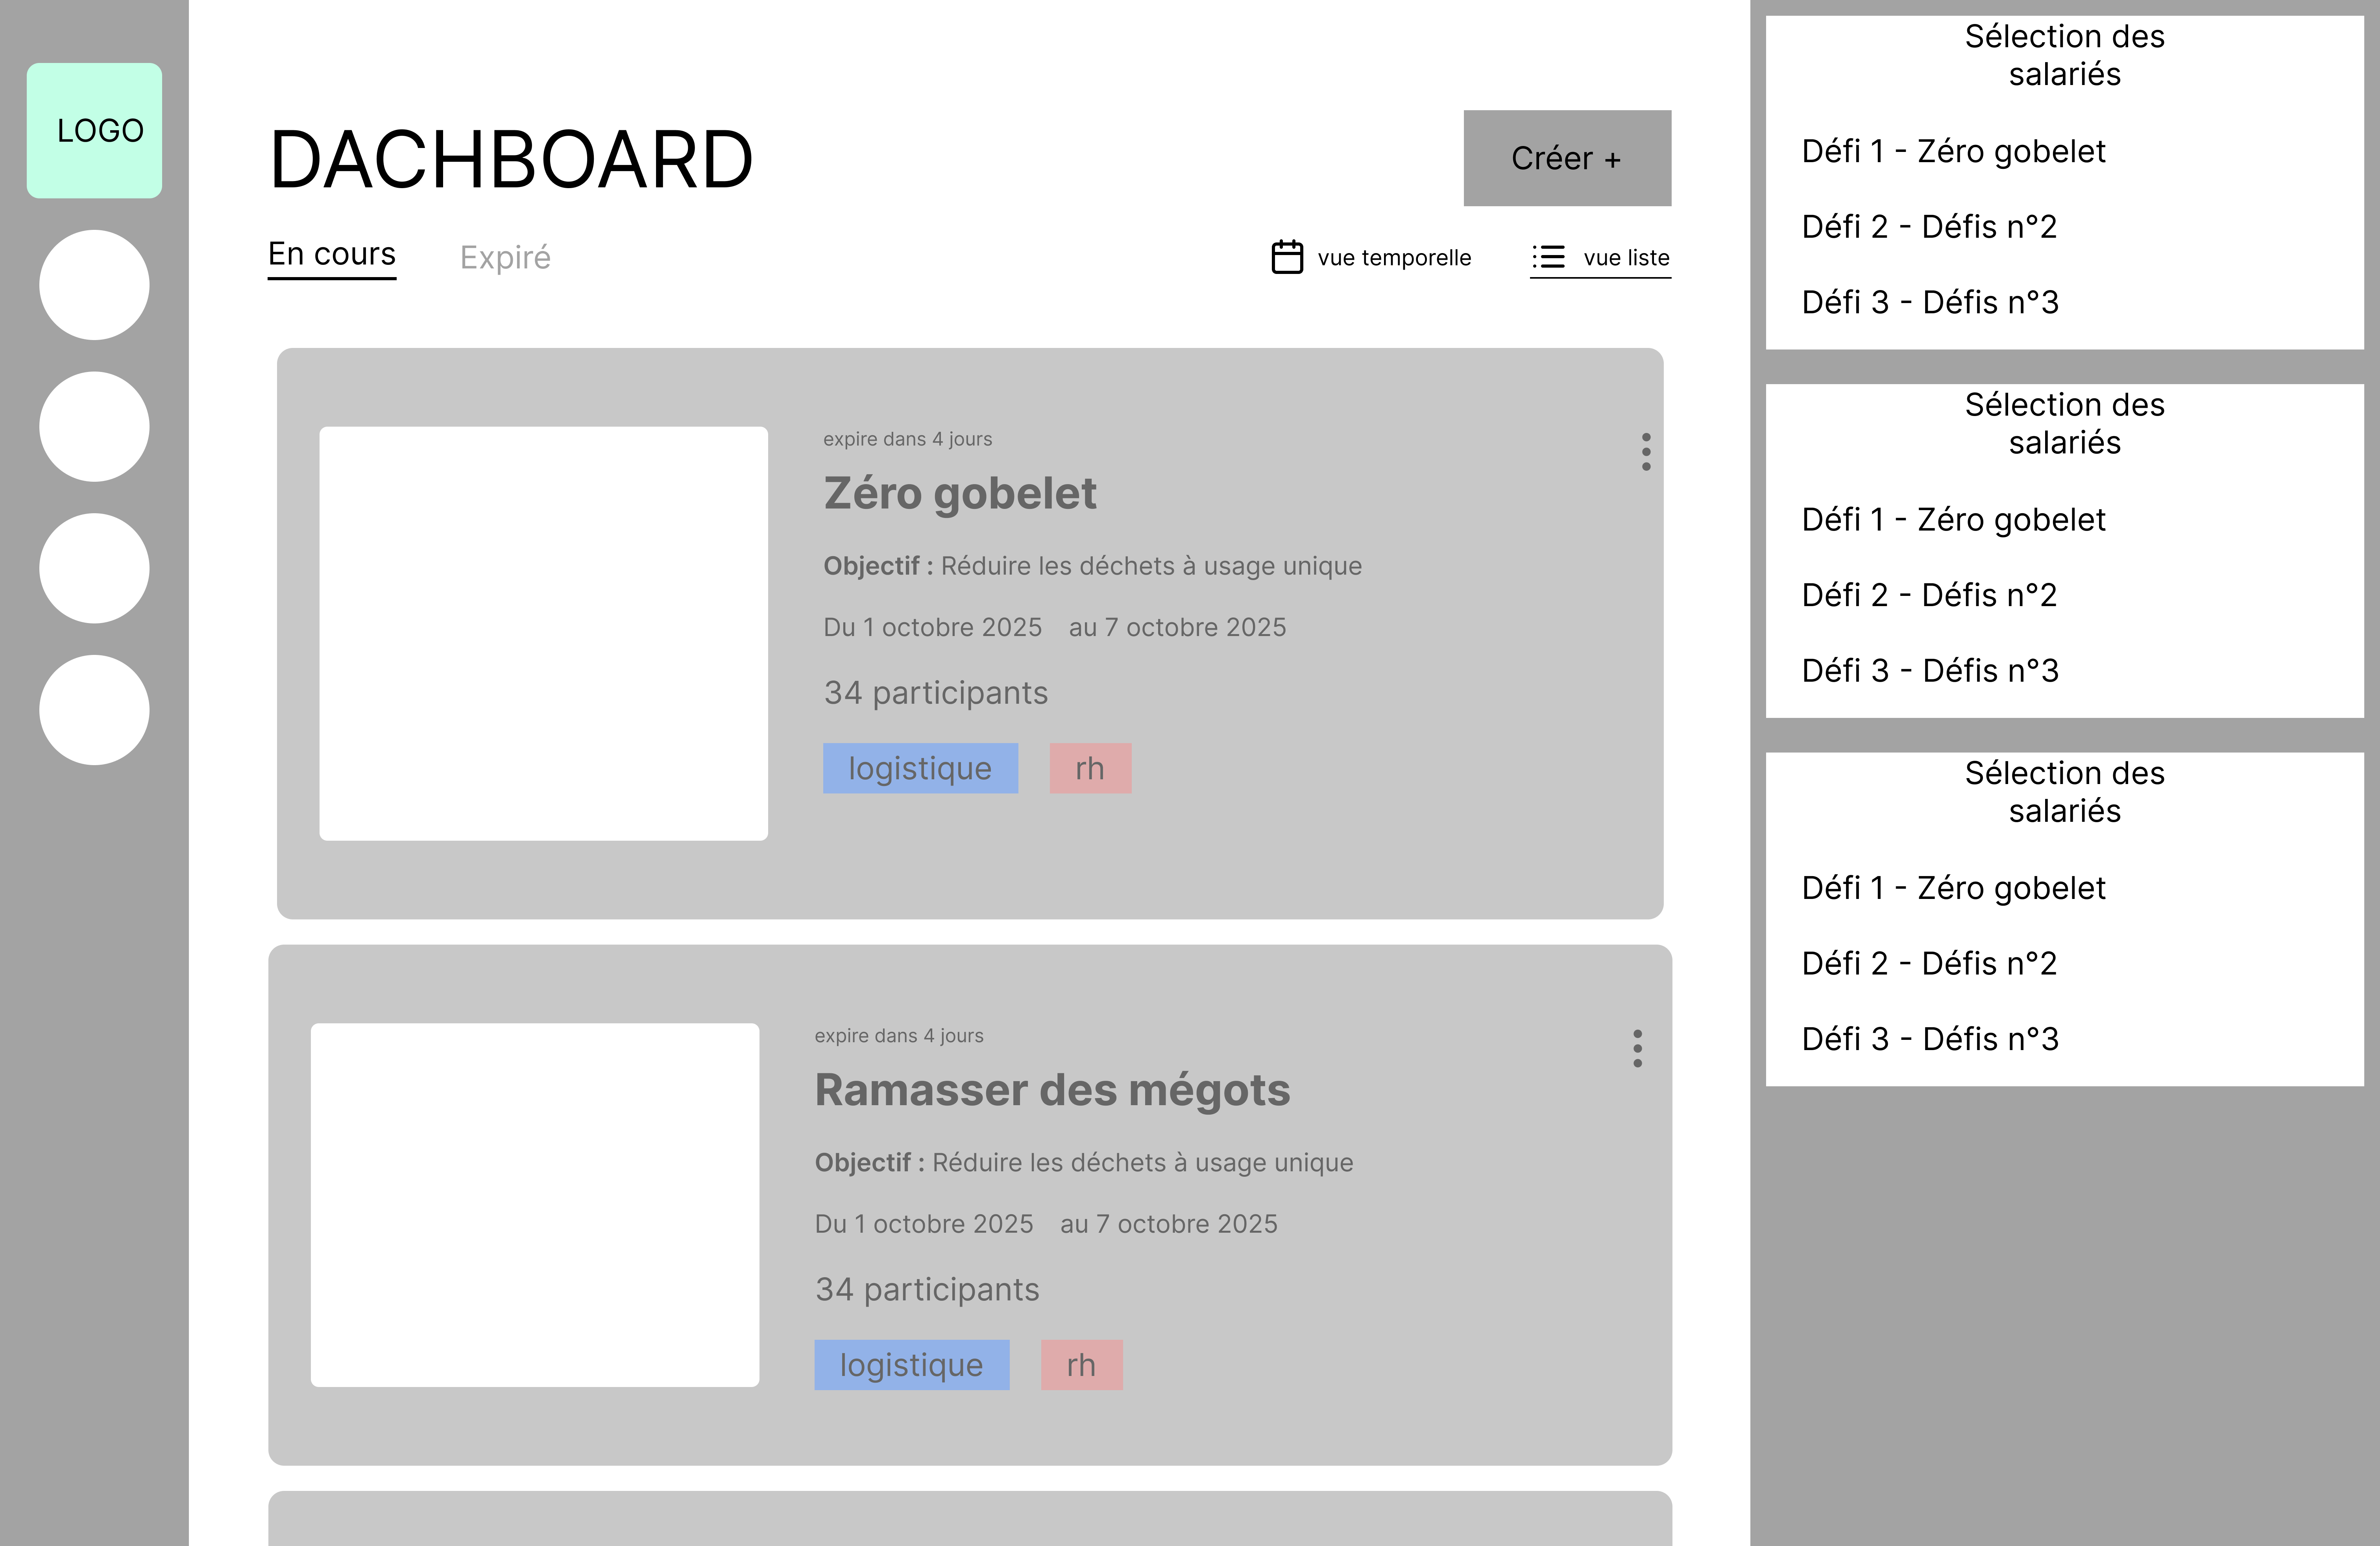 LOGO
DACHBOARD
Créer +
En cours
Expiré
vue temporelle
vue liste
expire dans 4 jours
Zéro gobelet
Objectif : Réduire les déchets à usage unique
Du 1 octobre 2025 au 7 octobre 2025
34 participants
logistique
rh
expire dans 4 jours
Ramasser des mégots
Objectif : Réduire les déchets à usage unique
Du 1 octobre 2025 au 7 octobre 2025
34 participants
logistique
rh
Sélection des
salariés
Défi 1 - Zéro gobelet
Défi 2 - Défis n°2
Défi 3 - Défis n°3
Sélection des
salariés
Défi 1 - Zéro gobelet
Défi 2 - Défis n°2
Défi 3 - Défis n°3
Sélection des
salariés
Défi 1 - Zéro gobelet
Défi 2 - Défis n°2
Défi 3 - Défis n°3